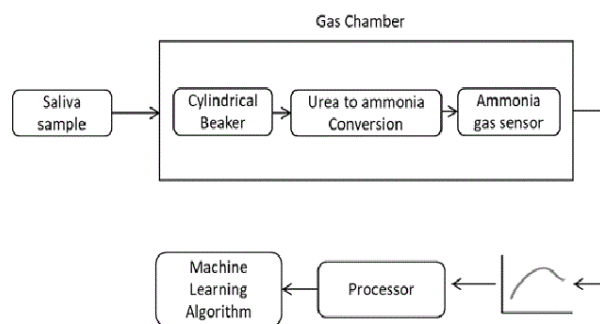 Gas Chamber
Saliva
sample
Cylindrical
Beaker
Urea to ammonia
Conversion
Ammonia
gas sensor
Machine
Learning
Algorithm
Processor